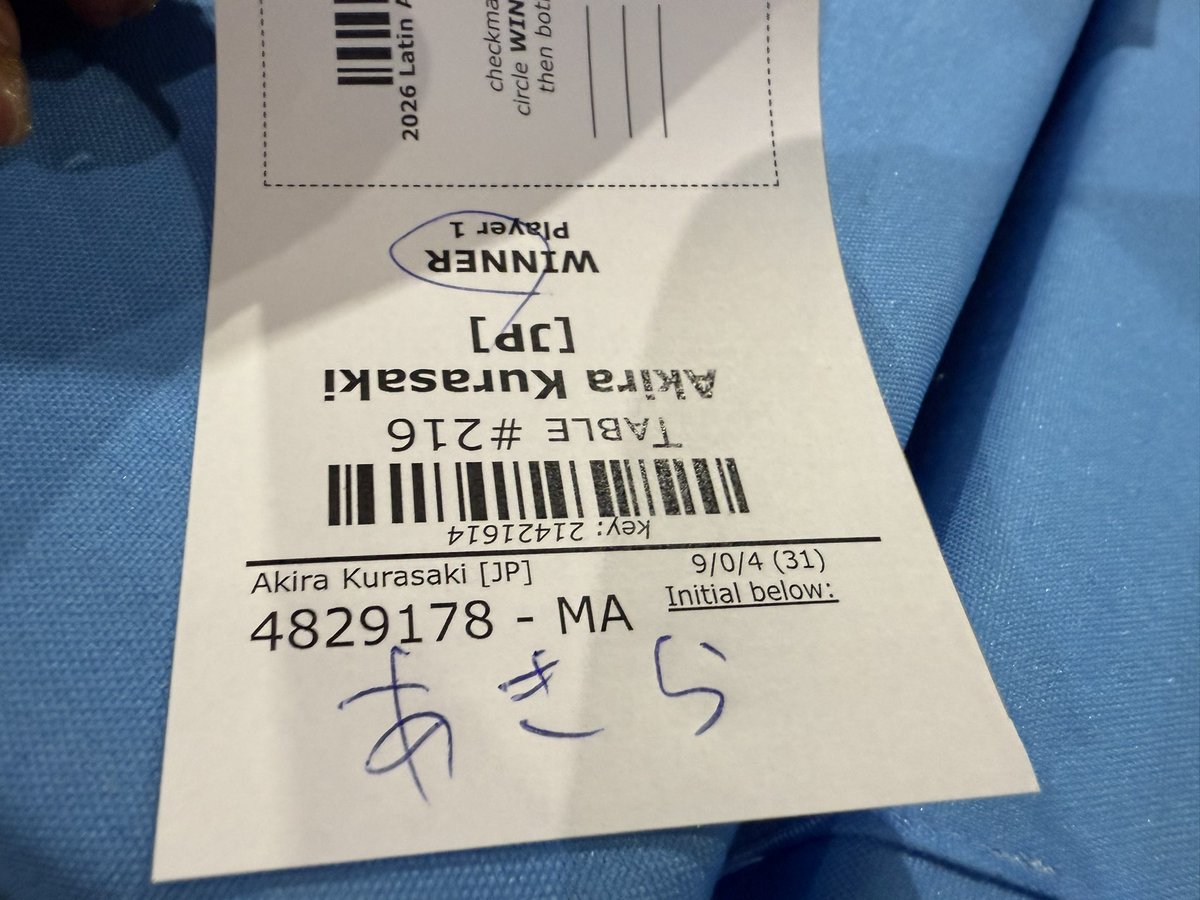 2026 Latin A
checkma
circle WIN
then bot
Player 1
WINNER
[JP]
Akira Kurasaki
TABLE #216
key: 21421614
Akira Kurasaki [JP]
9/0/4 (31)
4829178 - MA
Initial below:
あきら